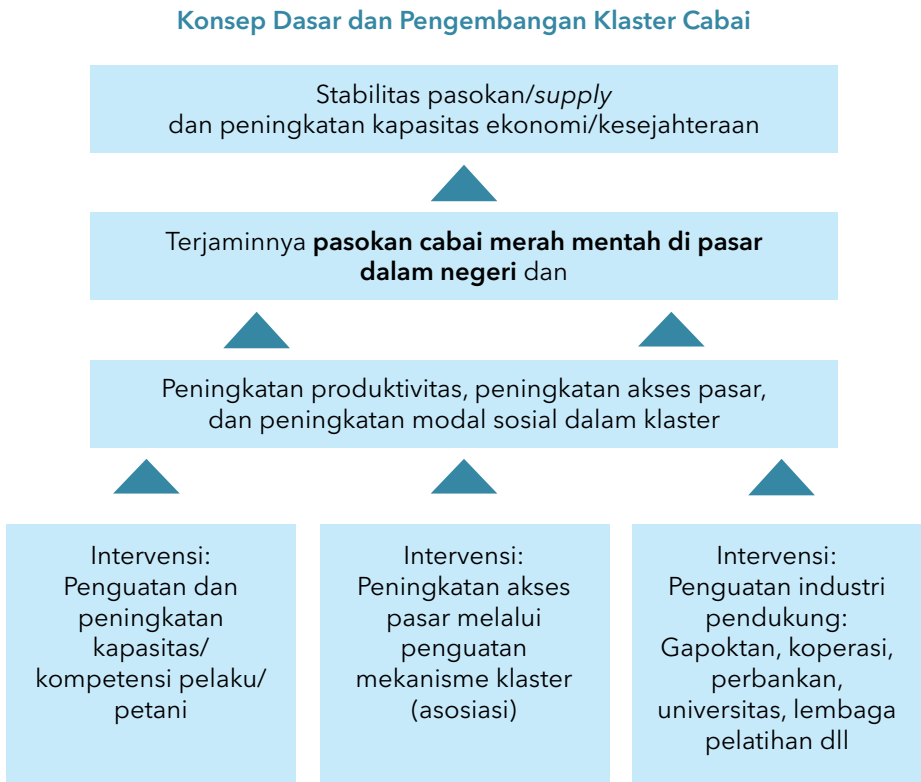 Konsep Dasar dan Pengembangan Klaster Cabai
Stabilitas pasokan/supply
dan peningkatan kapasitas ekonomi/kesejahteraan
Terjaminnya pasokan cabai merah mentah di pasar
dalam negeri dan
Peningkatan produktivitas, peningkatan akses pasar,
dan peningkatan modal sosial dalam klaster
Intervensi:
Penguatan dan
peningkatan
kapasitas/
kompetensi pelaku/
petani
Intervensi:
Peningkatan akses
pasar melalui
penguatan
mekanisme klaster
(asosiasi)
Intervensi:
Penguatan industri
pendukung:
Gapoktan, koperasi,
perbankan,
universitas, lembaga
pelatihan dll